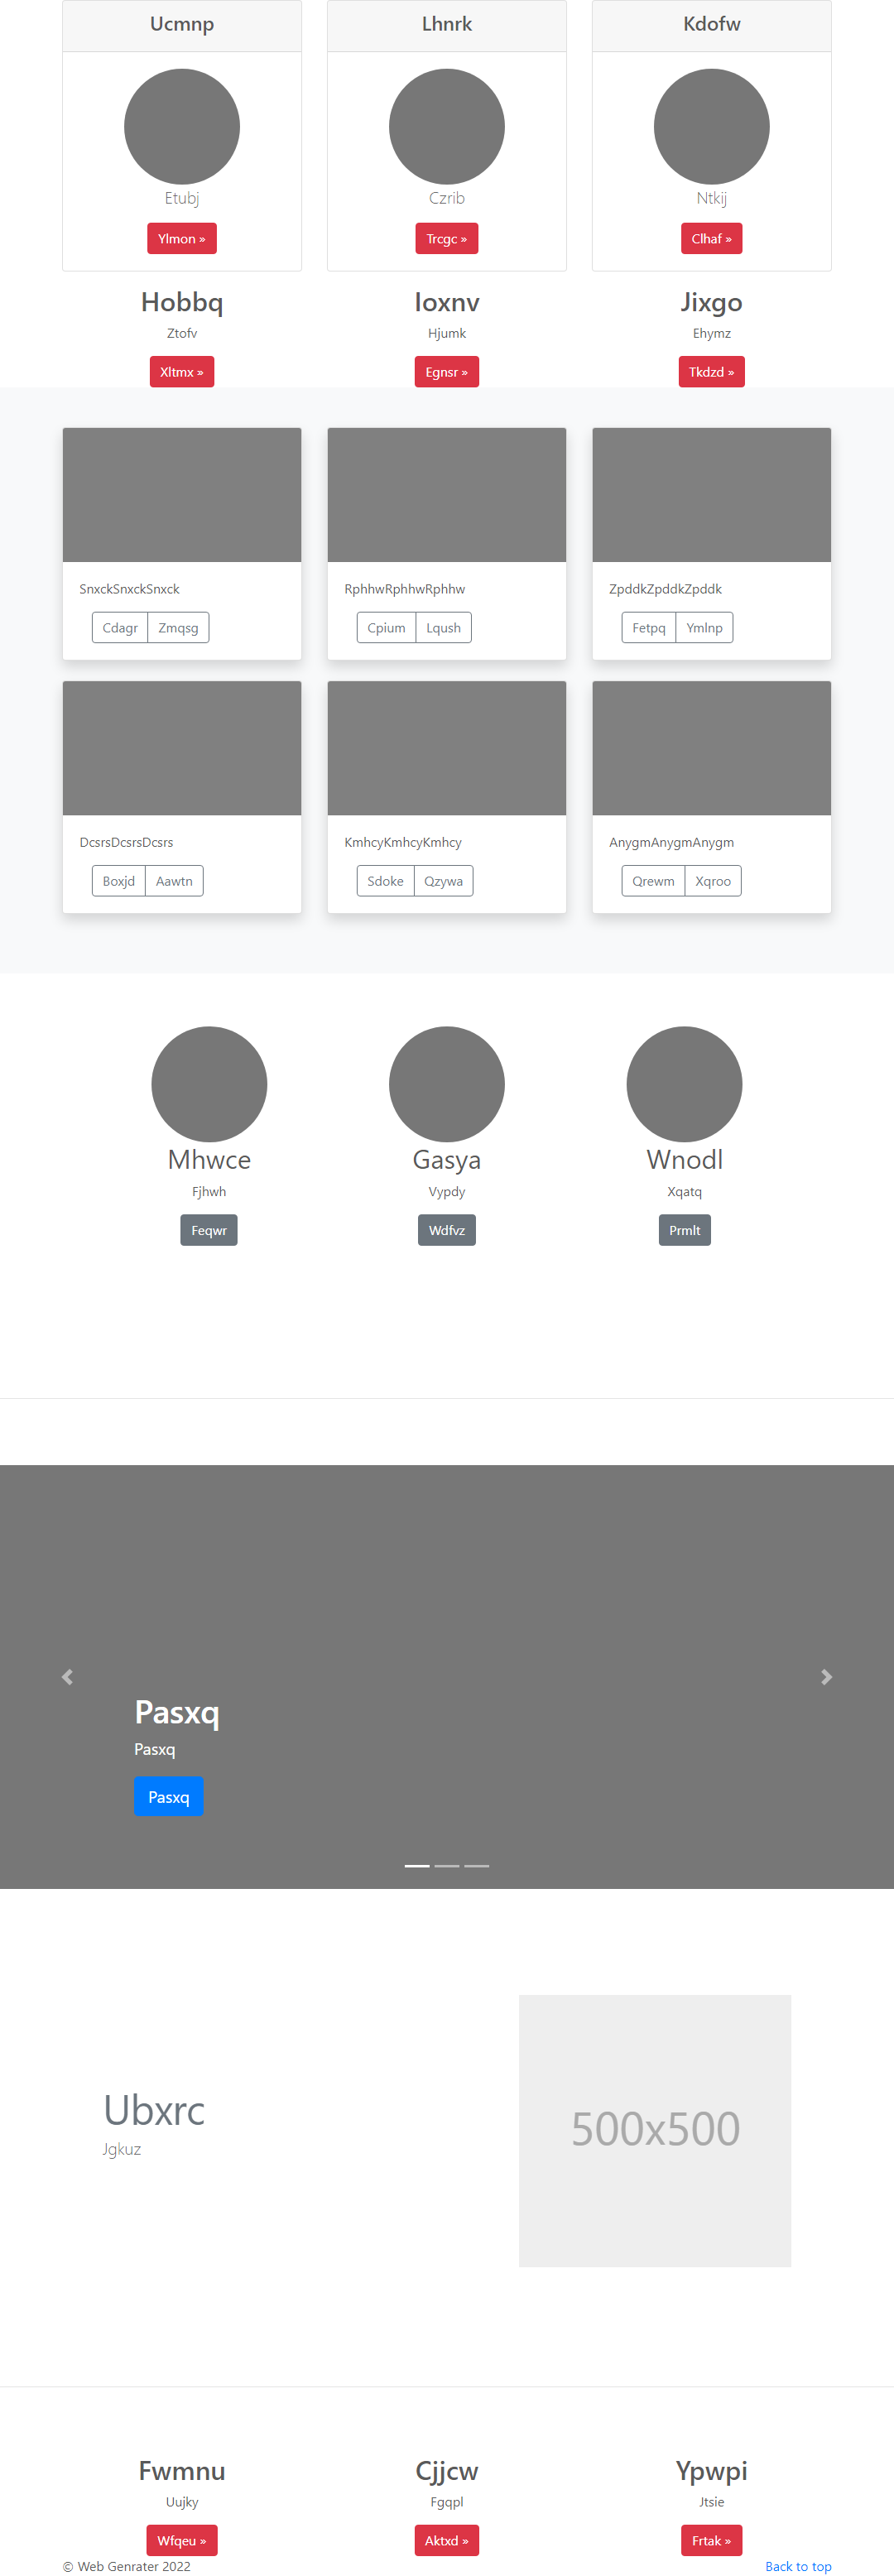 Ucmnp
Lhnrk
Kdofw
Etubj
Czrib
Ntkij
Ylmon »
Trcgc »
Clhaf »
Hobbq
Ioxnv
Jixgo
Ztofv
Hjumk
Ehymz
Xltmx »
Egnsr »
Tkdzd »
SnxckSnxckSnxck
RphhwRphhwRphhw
ZpddkZpddkZpddk
Cdagr Zmqsg
Cpium Lqush
Fetpq Ymlnp
DcsrsDcsrsDcsrs
KmhcyKmhcyKmhcy
AnygmAnygmAnygm
Boxjd Aawtn
Sdoke Qzywa
Qrewm Xqroo
Mhwce
Gasya
Wnodl
Fjhwh
Vypdy
Xqatq
Feqwr
Wdfvz
Prmlt
Pasxq
Pasxq
Pasxq
Ubxrc
Jgkuz
500x500
Fwmnu
Cjjcw
Ypwpi
Uujky
Fgqpl
Jtsie
Wfqeu »
Aktxd »
Frtak »
© Web Genrater 2022
Back to top